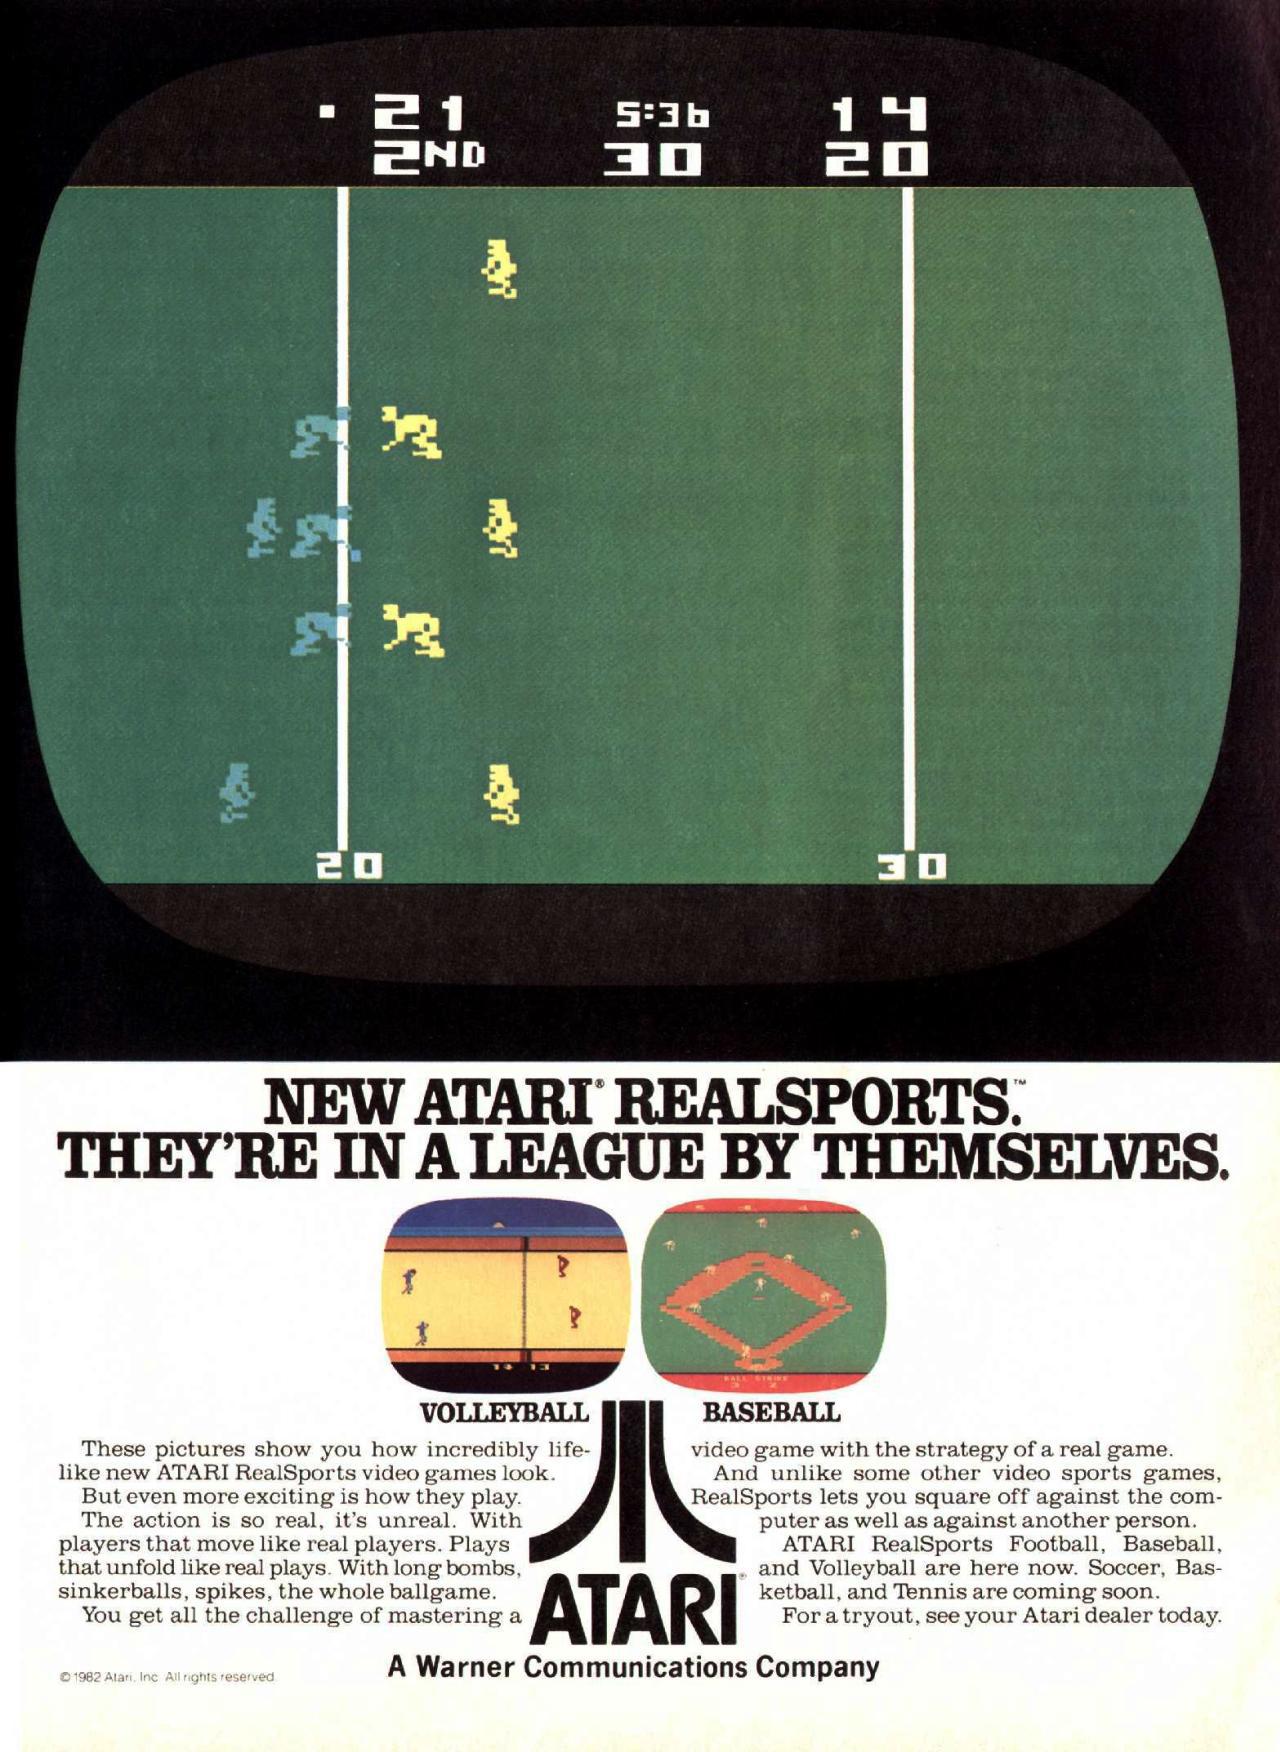 21 5:36 14
2ND 30 20
20 30
NEW ATARI® REALSPORTS.™
THEY'RE IN A LEAGUE BY THEMSELVES.
VOLLEYBALL
BASEBALL
These pictures show you how incredibly life-
like new ATARI RealSports video games look.
But even more exciting is how they play.
The action is so real, it's unreal. With
players that move like real players. Plays
that unfold like real plays. With long bombs,
sinkerballs, spikes, the whole ballgame.
You get all the challenge of mastering a
video game with the strategy of a real game.
And unlike some other video sports games,
RealSports lets you square off against the com-
puter as well as against another person.
ATARI RealSports Football, Baseball,
and Volleyball are here now. Soccer, Bas-
ketball, and Tennis are coming soon.
For a tryout, see your Atari dealer today.
ATARI®
A Warner Communications Company
©1982 Atari, Inc. All rights reserved.